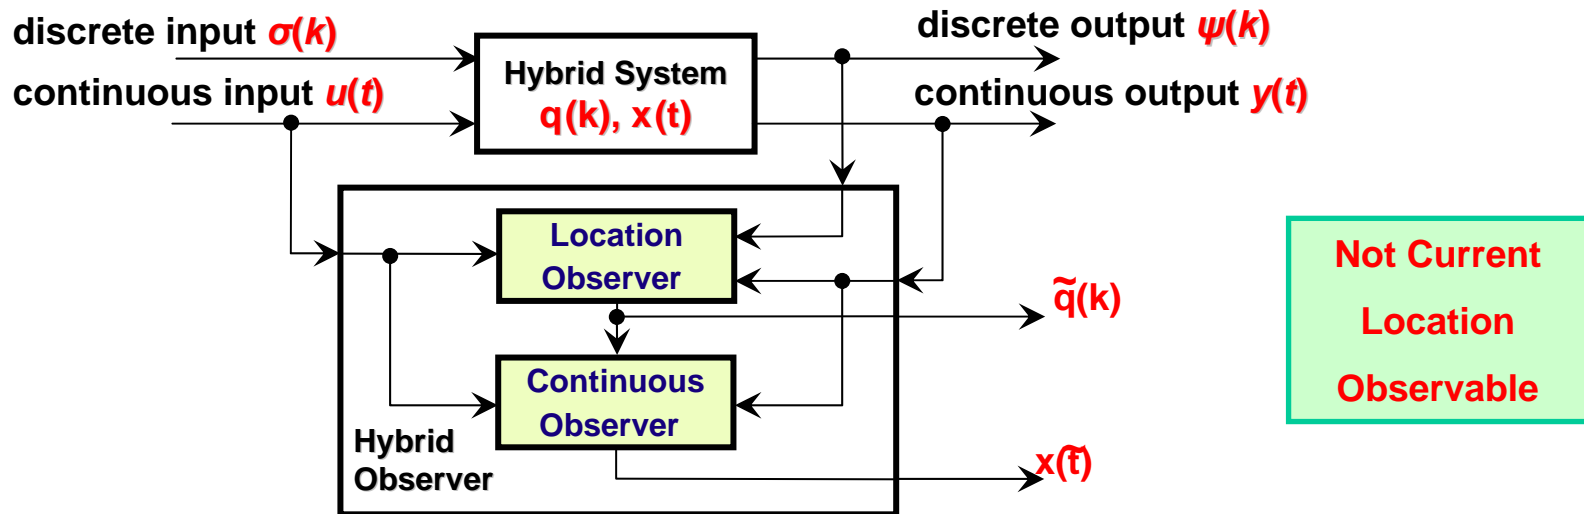 discrete input σ(k)
discrete output ψ(k)
Hybrid System
continuous input u(t)
continuous output y(t)
q(k), x(t)
Location
Observer
Not Current
Location
Observable
q̃(k)
Continuous
Observer
Hybrid
Observer
x(t̃)